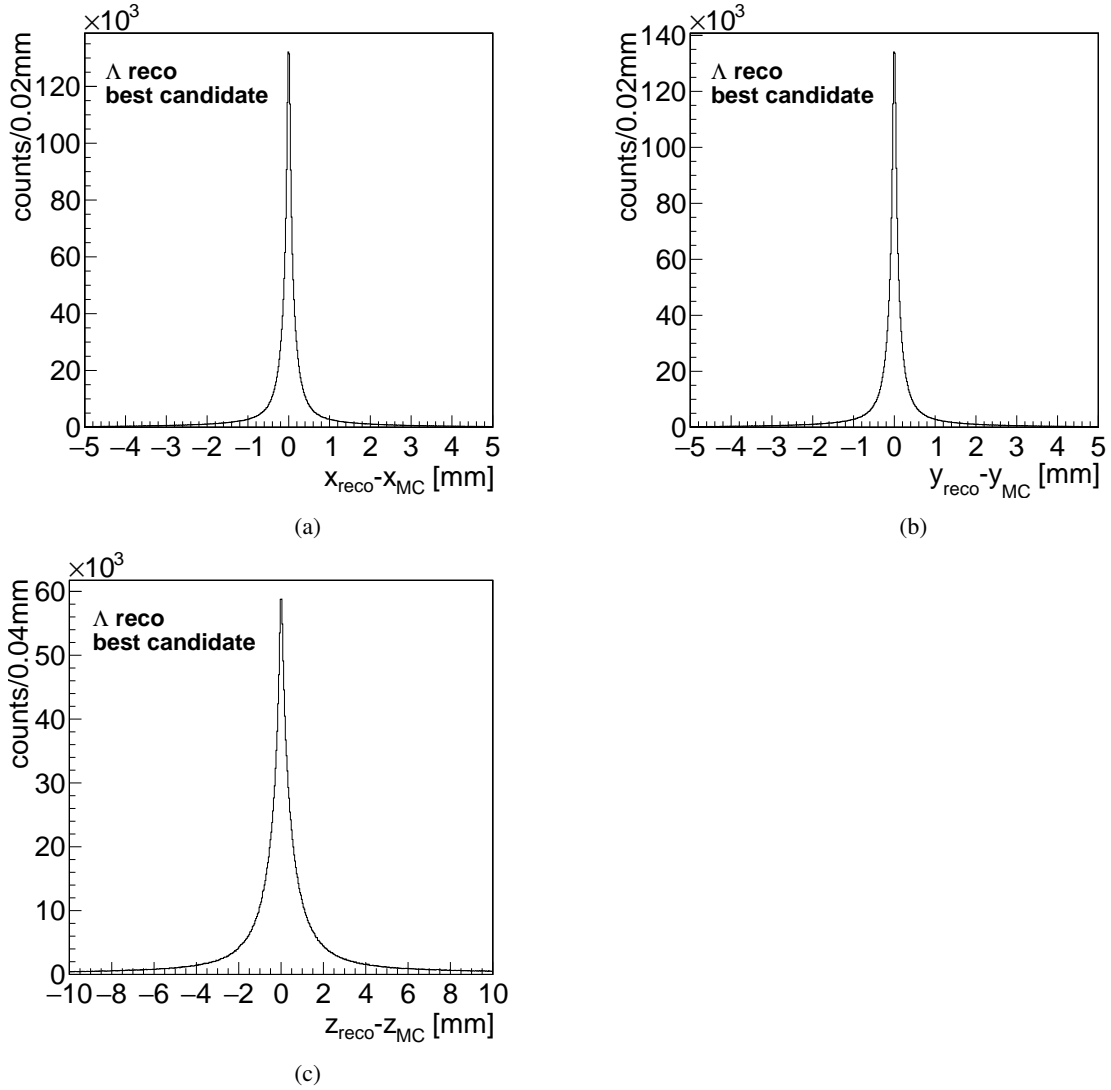 ×10³
counts/0.02mm
120
100
80
60
40
20
0
Λ reco
best candidate
−5 −4 −3 −2 −1 0 1 2 3 4 5
x_reco-x_MC [mm]
(a)
×10³
counts/0.02mm
140
120
100
80
60
40
20
0
Λ reco
best candidate
−5 −4 −3 −2 −1 0 1 2 3 4 5
y_reco-y_MC [mm]
(b)
×10³
counts/0.04mm
60
50
40
30
20
10
0
Λ reco
best candidate
−10 −8 −6 −4 −2 0 2 4 6 8 10
z_reco-z_MC [mm]
(c)